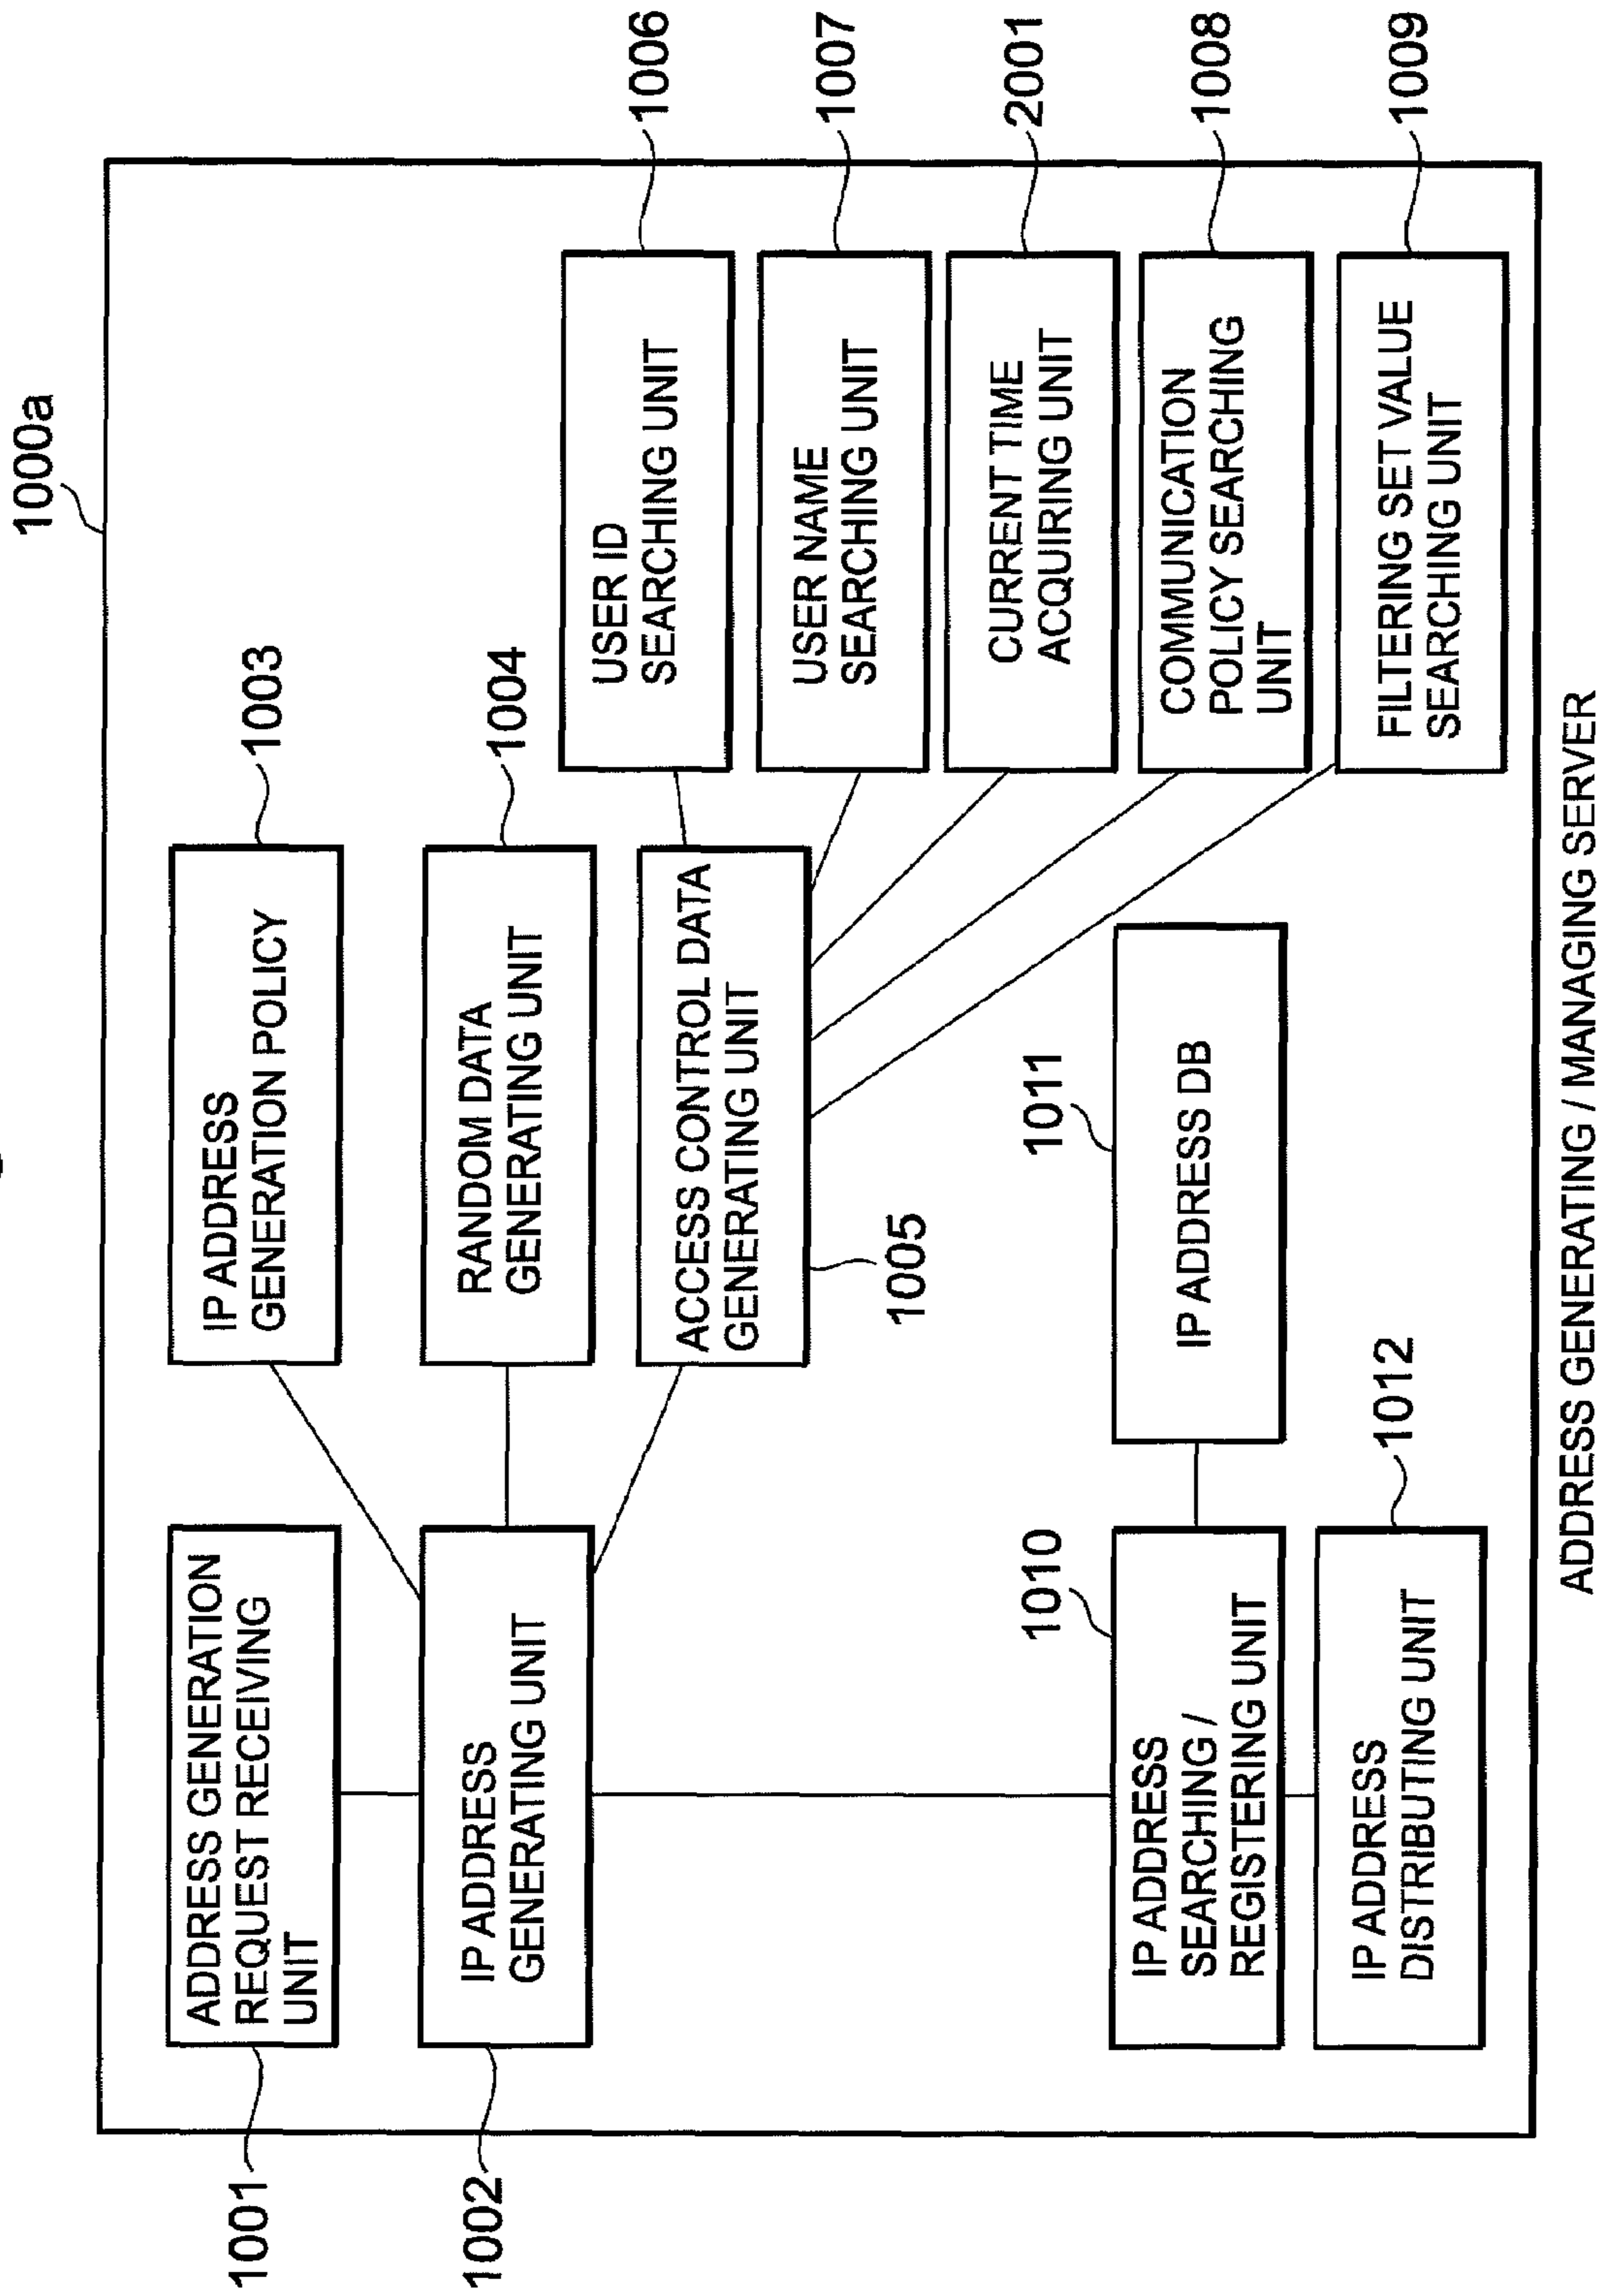 1000a
1001
ADDRESS GENERATION
REQUEST RECEIVING
UNIT
IP ADDRESS
GENERATION POLICY
1003
1002
IP ADDRESS
GENERATING UNIT
RANDOM DATA
GENERATING UNIT
1004
ACCESS CONTROL DATA
GENERATING UNIT
1005
USER ID
SEARCHING UNIT
1006
USER NAME
SEARCHING UNIT
1007
CURRENT TIME
ACQUIRING UNIT
2001
COMMUNICATION
POLICY SEARCHING
UNIT
1008
FILTERING SET VALUE
SEARCHING UNIT
1009
1010
IP ADDRESS
SEARCHING /
REGISTERING UNIT
1011
IP ADDRESS DB
IP ADDRESS
DISTRIBUTING UNIT
1012
ADDRESS GENERATING / MANAGING SERVER